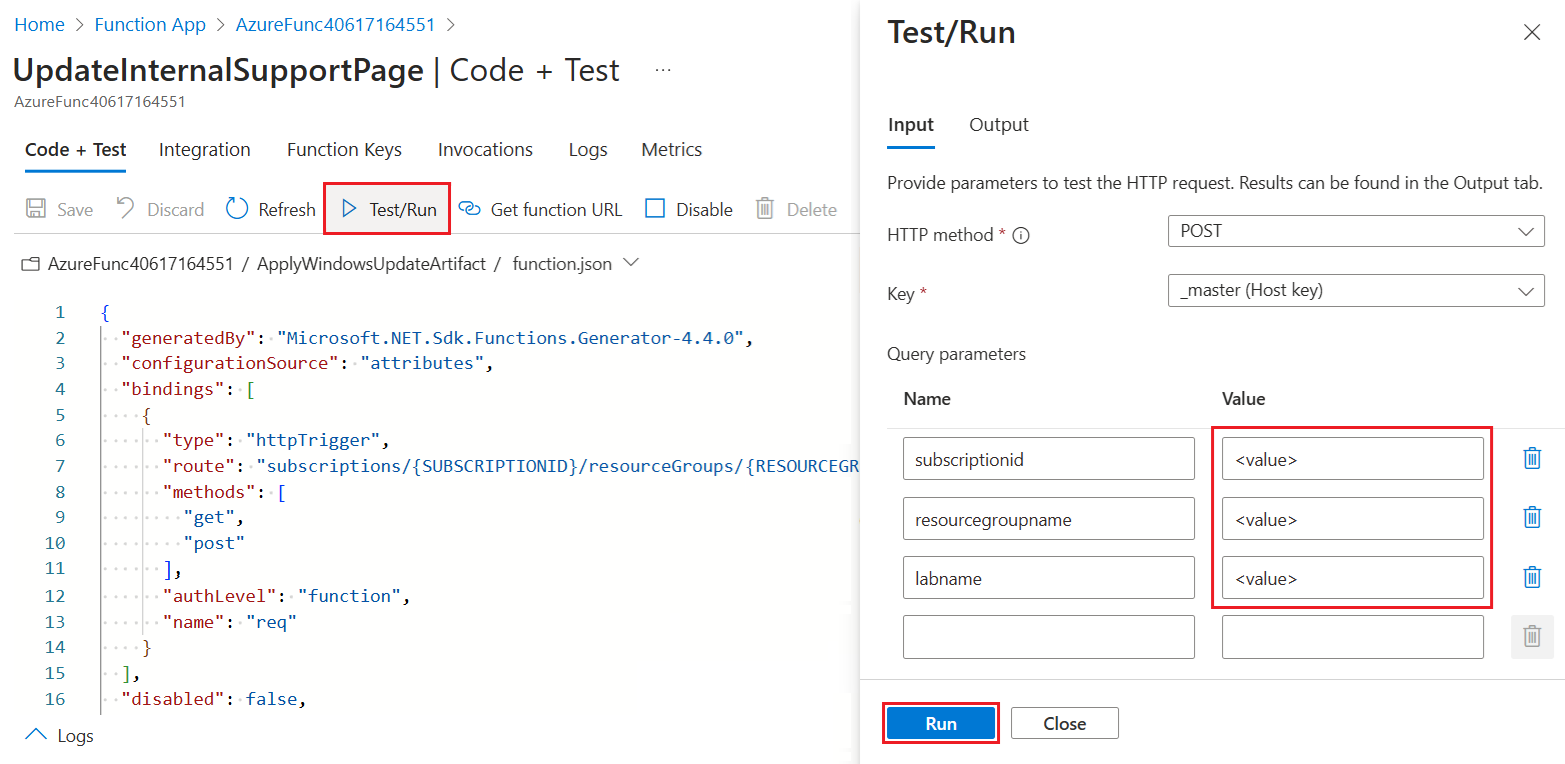 Home > Function App > AzureFunc40617164551 >
UpdateInternalSupportPage | Code + Test ...
AzureFunc40617164551
Code + Test Integration Function Keys Invocations Logs Metrics
Save Discard Refresh Test/Run Get function URL Disable Delete
AzureFunc40617164551 / ApplyWindowsUpdateArtifact / function.json
1 {
2 "generatedBy": "Microsoft.NET.Sdk.Functions.Generator-4.4.0",
3 "configurationSource": "attributes",
4 "bindings": [
5 {
6 "type": "httpTrigger",
7 "route": "subscriptions/{SUBSCRIPTIONID}/resourceGroups/{RESOURCEGR
8 "methods": [
9 "get",
10 "post"
11 ],
12 "authLevel": "function",
13 "name": "req"
14 }
15 ],
16 "disabled": false,
Logs
Test/Run
Input Output
Provide parameters to test the HTTP request. Results can be found in the Output tab.
HTTP method * POST
Key * _master (Host key)
Query parameters
Name Value
subscriptionid <value>
resourcegroupname <value>
labname <value>
Run Close